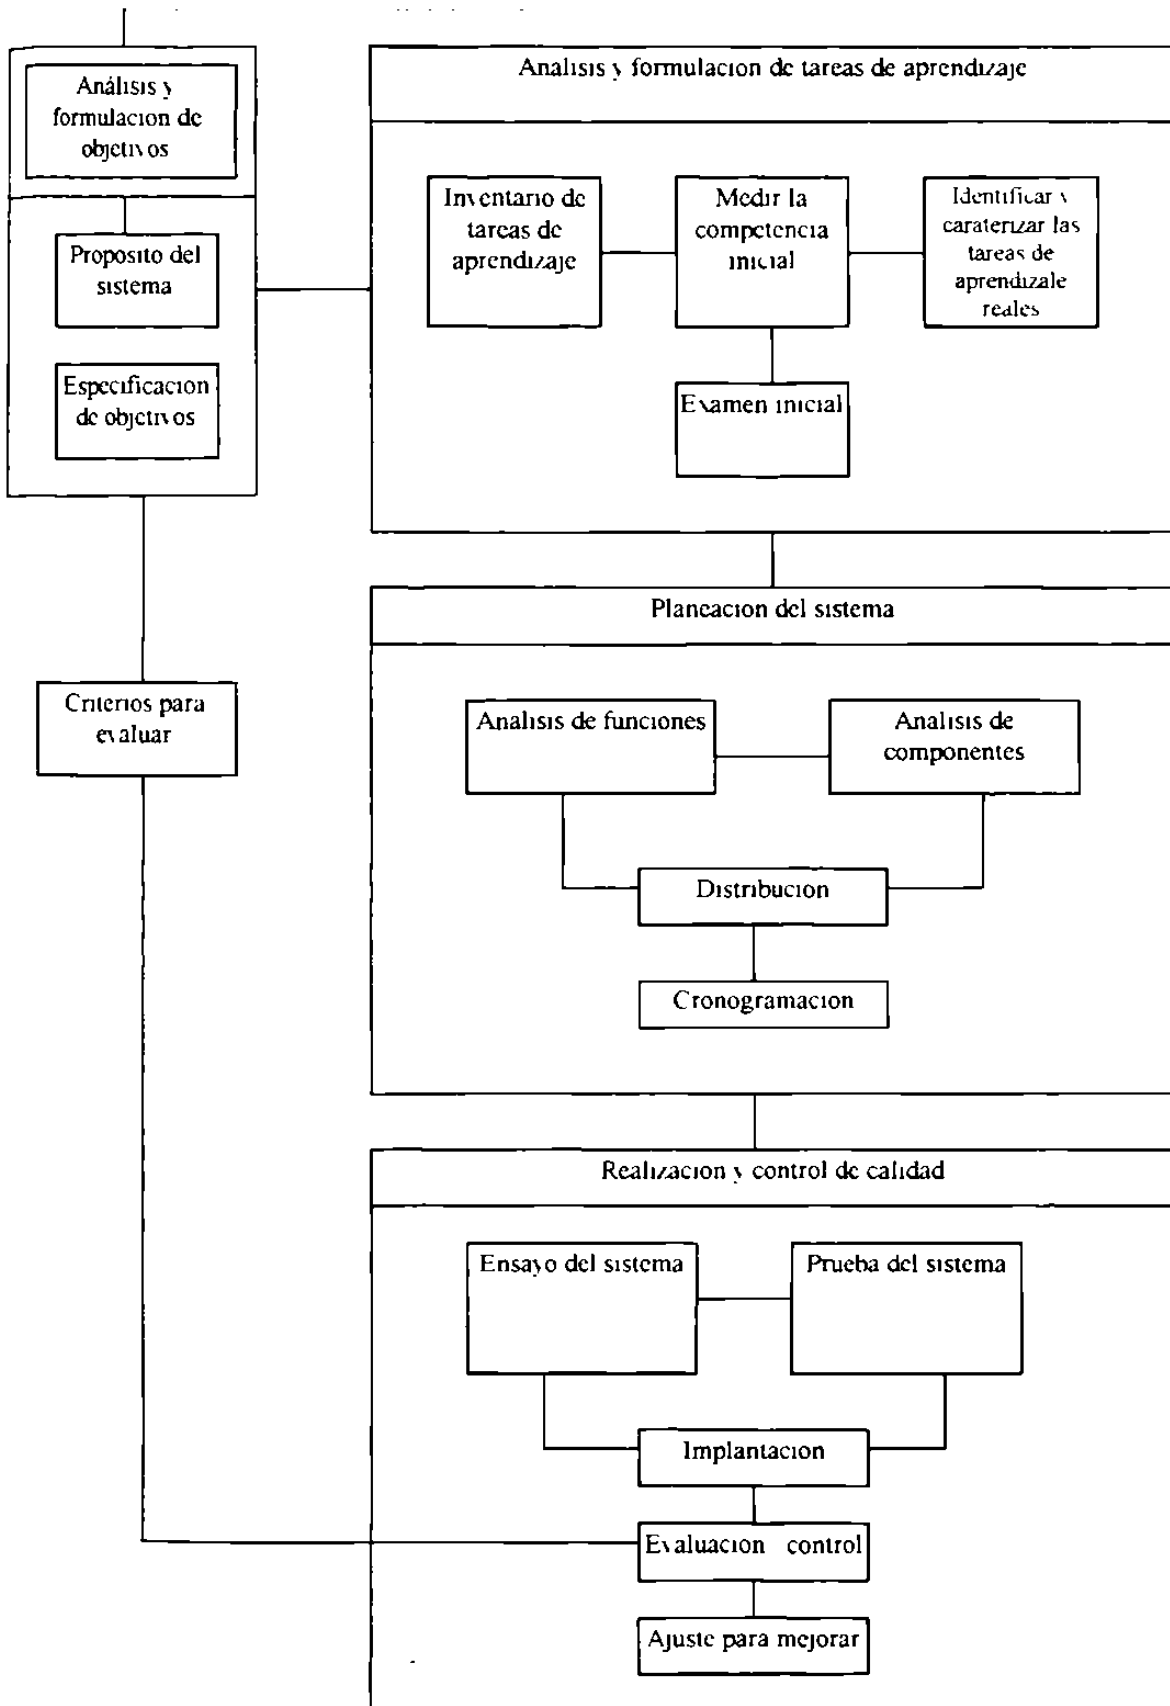 Análisis y
formulacion de
objetivos
Proposito del
sistema
Especificacion
de objetivos
Criterios para
evaluar
Analisis y formulacion de tareas de aprendizaje
Inventario de
tareas de
aprendizaje
Medir la
competencia
inicial
Identificar y
caraterizar las
tareas de
aprendizale
reales
Examen inicial
Planeacion del sistema
Analisis de funciones
Analisis de
componentes
Distribucion
Cronogramacion
Realizacion y control de calidad
Ensayo del sistema
Prueba del sistema
Implantacion
Evaluacion control
Ajuste para mejorar